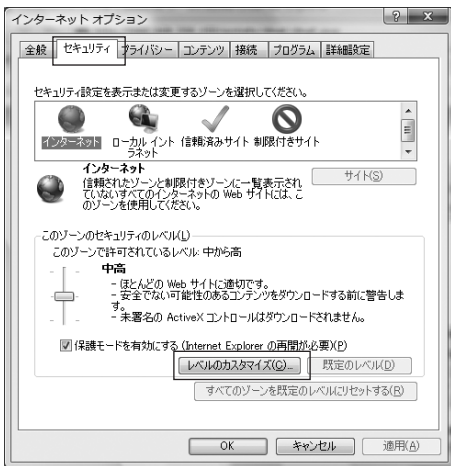 インターネット オプション
全般 セキュリティ プライバシー コンテンツ 接続 プログラム 詳細設定
セキュリティ設定を表示または変更するゾーンを選択してください。
インターネット ローカル イントラネット 信頼済みサイト 制限付きサイト
インターネット
信頼されたゾーンと制限付きゾーンに一覧表示され
ていないすべてのインターネットの Web サイトには、こ
のゾーンを使用してください。
サイト(S)
このゾーンのセキュリティのレベル(L)
このゾーンで許可されているレベル: 中から高
中高
- ほとんどの Web サイトに適切です。
- 安全でない可能性のあるコンテンツをダウンロードする前に警告しま
す。
- 未署名の ActiveX コントロールはダウンロードされません。
保護モードを有効にする (Internet Explorer の再開が必要)(P)
レベルのカスタマイズ(C)... 既定のレベル(D)
すべてのゾーンを既定のレベルにリセットする(R)
OK キャンセル 適用(A)